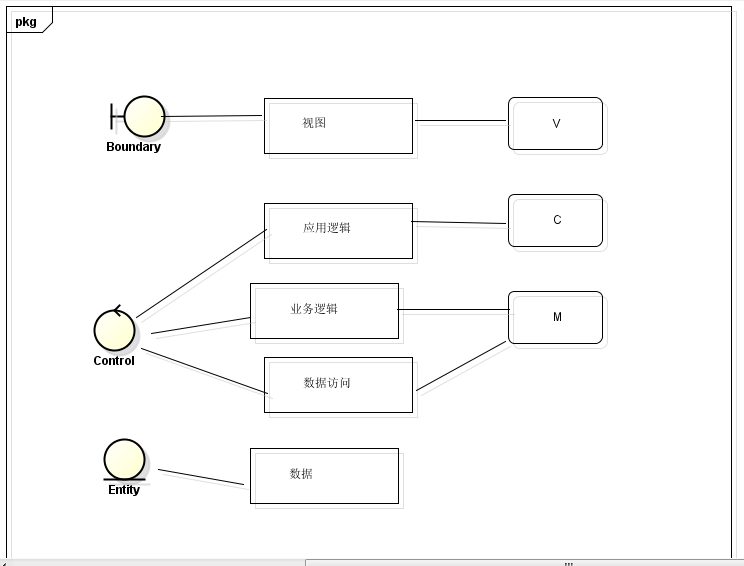 pkg
Boundary
视图
V
应用逻辑
C
业务逻辑
Control
M
数据访问
Entity
数据